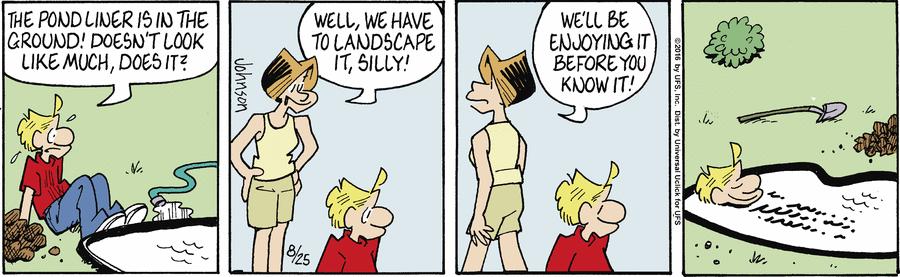 THE POND LINER IS IN THE
GROUND! DOESN'T LOOK
LIKE MUCH, DOES IT?
Johnson
WELL, WE HAVE
TO LANDSCAPE
IT, SILLY!
8/25
WE'LL BE
ENJOYING IT
BEFORE YOU
KNOW IT!
©2016 by UFS, Inc. Dist. by Universal Uclick for UFS